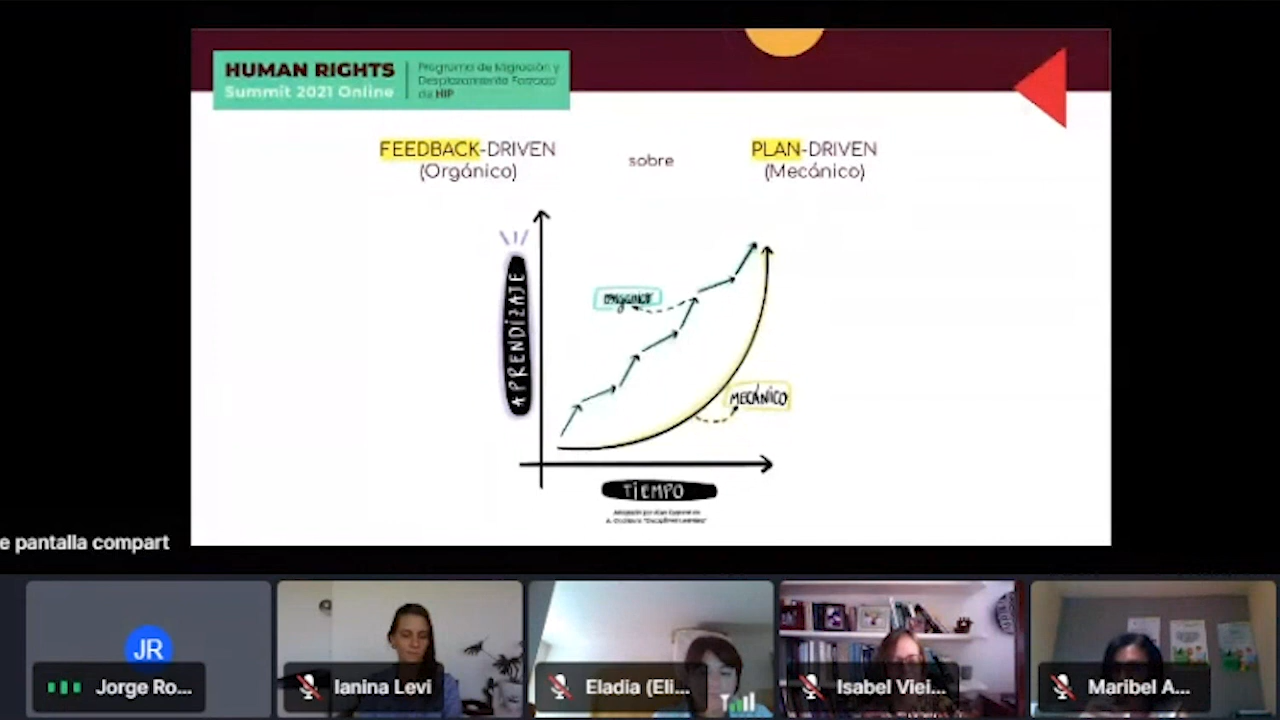 HUMAN RIGHTS
Summit 2021 Online
Programa de Migración y
Desplazamiento Forzado
de HIP
FEEDBACK-DRIVEN
(Orgánico)
sobre
PLAN-DRIVEN
(Mecánico)
APRENDIZAJE
ORGÁNICO
MECÁNICO
TIEMPO
e pantalla compart
JR
Jorge Ro...
Ianina Levi
Eladia (Eli...
Isabel Viei...
Maribel A...